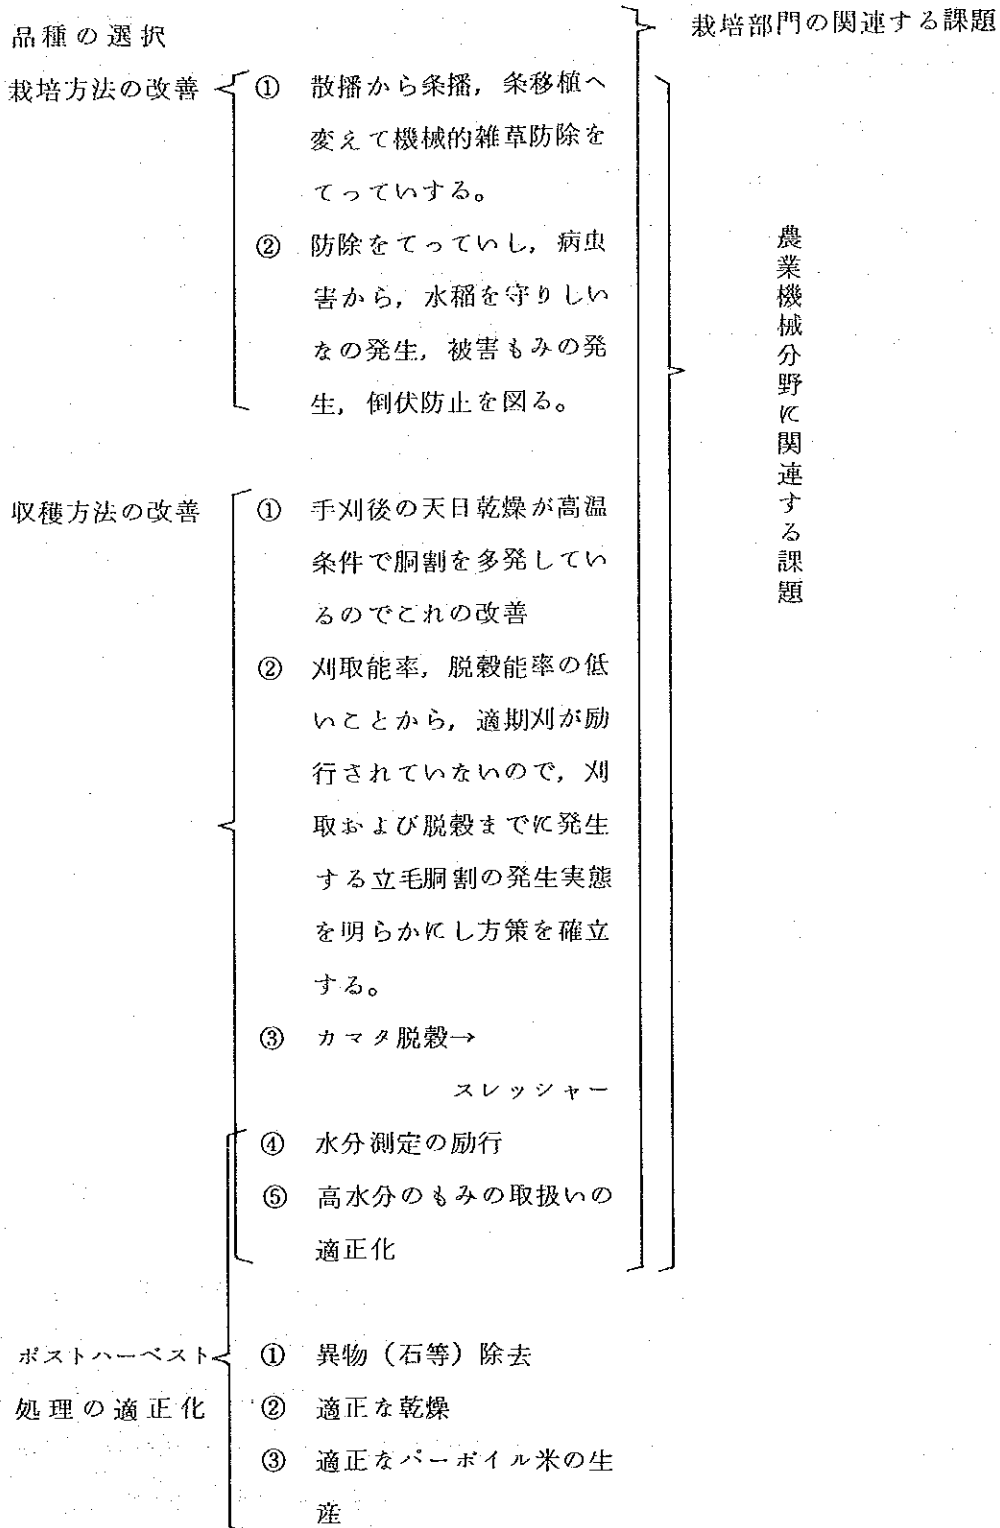 品種の選択
栽培部門の関連する課題
栽培方法の改善
① 散播から条播，条移植へ
変えて機械的雑草防除を
てっていする。
② 防除をてっていし，病虫
害から，水稲を守りしい
なの発生，被害もみの発
生，倒伏防止を図る。
農業機械分野に関連する課題
収穫方法の改善
① 手刈後の天日乾燥が高温
条件で胴割を多発してい
るのでこれの改善
② 刈取能率，脱穀能率の低
いことから，適期刈が励
行されていないので，刈
取および脱穀までに発生
する立毛胴割の発生実態
を明らかにし方策を確立
する。
③ カマタ脱穀→
スレッシャー
④ 水分測定の励行
⑤ 高水分のもみの取扱いの
適正化
ポストハーベスト
処理の適正化
① 異物（石等）除去
② 適正な乾燥
③ 適正なパーボイル米の生
産